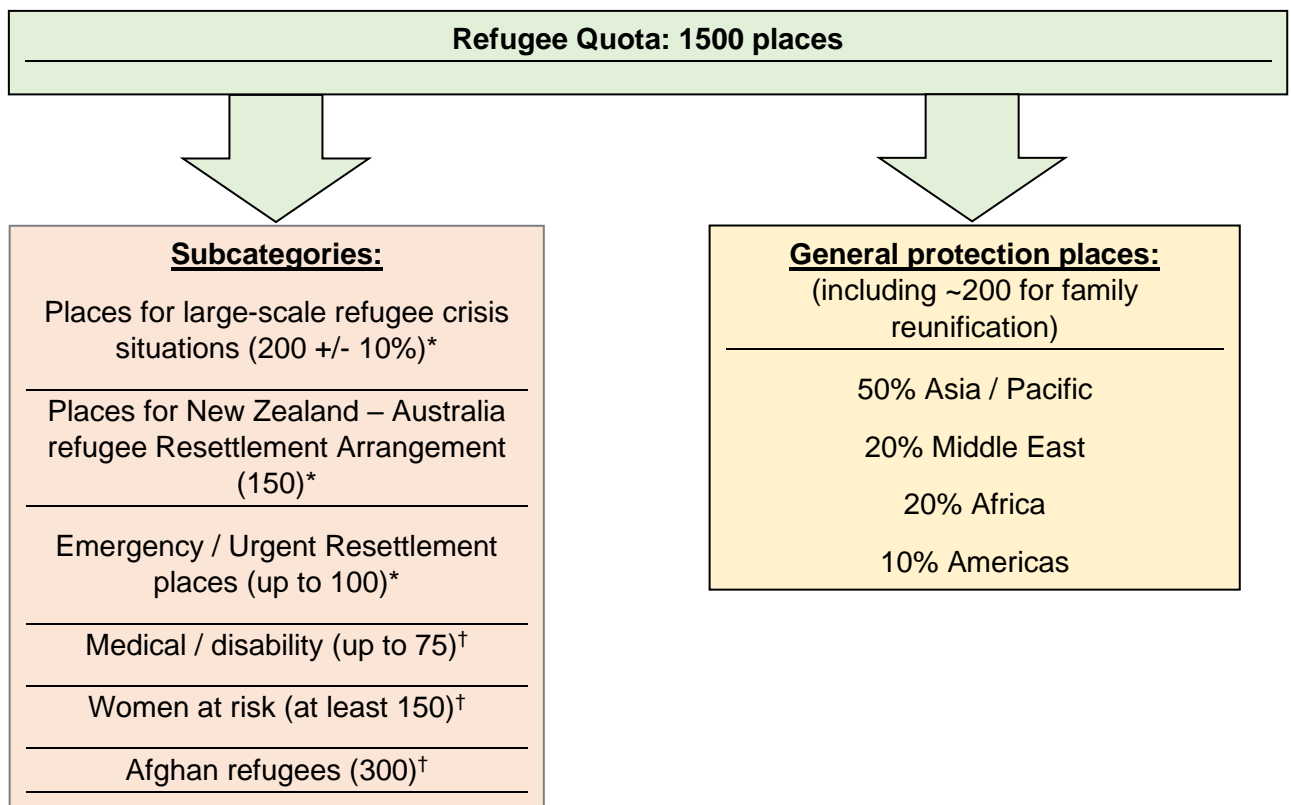 Refugee Quota: 1500 places
Subcategories:
Places for large-scale refugee crisis
situations (200 +/- 10%)*
Places for New Zealand – Australia
refugee Resettlement Arrangement
(150)*
Emergency / Urgent Resettlement
places (up to 100)*
Medical / disability (up to 75)†
Women at risk (at least 150)†
Afghan refugees (300)†
General protection places:
(including ~200 for family
reunification)
50% Asia / Pacific
20% Middle East
20% Africa
10% Americas